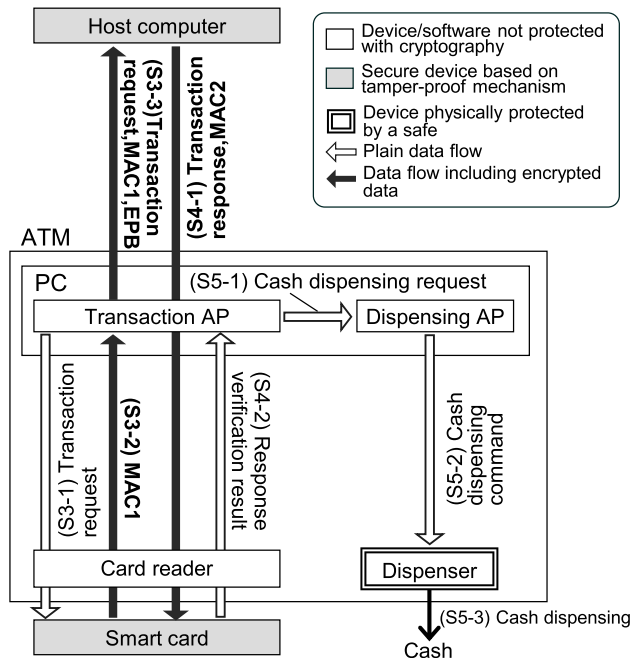 Host computer
Device/software not protected
with cryptography
Secure device based on
tamper-proof mechanism
Device physically protected
by a safe
Plain data flow
Data flow including encrypted
data
(S3-3)Transaction
request,MAC1,EPB
(S4-1) Transaction
response,MAC2
ATM
PC
(S5-1) Cash dispensing request
Transaction AP
Dispensing AP
(S3-1) Transaction
request
(S3-2) MAC1
(S4-2) Response
verification result
(S5-2) Cash
dispensing
command
Card reader
Dispenser
Smart card
(S5-3) Cash dispensing
Cash